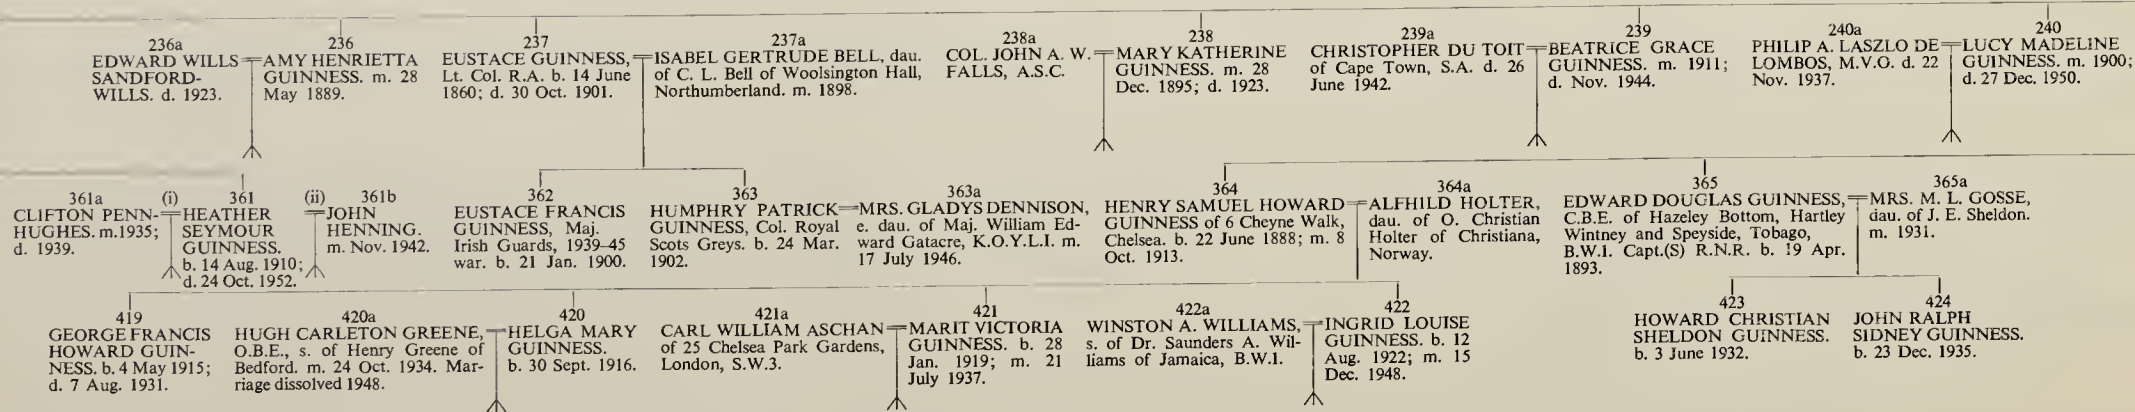 236a
EDWARD WILLS
SANDFORD-
WILLS. d. 1923.
236
AMY HENRIETTA
GUINNESS. m. 28
May 1889.
237
EUSTACE GUINNESS,
Lt. Col. R.A. b. 14 June
1860; d. 30 Oct. 1901.
237a
ISABEL GERTRUDE BELL, dau.
of C. L. Bell of Woolsington Hall,
Northumberland. m. 1898.
238a
COL. JOHN A. W.
FALLS, A.S.C.
238
MARY KATHERINE
GUINNESS. m. 28
Dec. 1895; d. 1923.
239a
CHRISTOPHER DU TOIT
of Cape Town, S.A. d. 26
June 1942.
239
BEATRICE GRACE
GUINNESS. m. 1911;
d. Nov. 1944.
240a
PHILIP A. LASZLO DE
LOMBOS, M.V.O. d. 22
Nov. 1937.
240
LUCY MADELINE
GUINNESS. m. 1900;
d. 27 Dec. 1950.
361a
CLIFTON PENN-
HUGHES. m.1935;
d. 1939.
(i)
361
HEATHER
SEYMOUR
GUINNESS.
b. 14 Aug. 1910;
d. 24 Oct. 1952.
(ii)
361b
JOHN
HENNING.
m. Nov. 1942.
362
EUSTACE FRANCIS
GUINNESS, Maj.
Irish Guards, 1939–45
war. b. 21 Jan. 1900.
363
HUMPHRY PATRICK
GUINNESS, Col. Royal
Scots Greys. b. 24 Mar.
1902.
363a
MRS. GLADYS DENNISON,
e. dau. of Maj. William Ed-
ward Gatacre, K.O.Y.L.I. m.
17 July 1946.
364
HENRY SAMUEL HOWARD
GUINNESS of 6 Cheyne Walk,
Chelsea. b. 22 June 1888; m. 8
Oct. 1913.
364a
ALFHILD HOLTER,
dau. of O. Christian
Holter of Christiana,
Norway.
365
EDWARD DOUGLAS GUINNESS,
C.B.E. of Hazeley Bottom, Hartley
Wintney and Speyside, Tobago,
B.W.I. Capt.(S) R.N.R. b. 19 Apr.
1893.
365a
MRS. M. L. GOSSE,
dau. of J. E. Sheldon.
m. 1931.
419
GEORGE FRANCIS
HOWARD GUIN-
NESS. b. 4 May 1915;
d. 7 Aug. 1931.
420a
HUGH CARLETON GREENE,
O.B.E., s. of Henry Greene of
Bedford. m. 24 Oct. 1934. Mar-
riage dissolved 1948.
420
HELGA MARY
GUINNESS.
b. 30 Sept. 1916.
421a
CARL WILLIAM ASCHAN
of 25 Chelsea Park Gardens,
London, S.W.3.
421
MARIT VICTORIA
GUINNESS. b. 28
Jan. 1919; m. 21
July 1937.
422a
WINSTON A. WILLIAMS,
s. of Dr. Saunders A. Wil-
liams of Jamaica, B.W.I.
422
INGRID LOUISE
GUINNESS. b. 12
Aug. 1922; m. 15
Dec. 1948.
423
HOWARD CHRISTIAN
SHELDON GUINNESS.
b. 3 June 1932.
424
JOHN RALPH
SIDNEY GUINNESS.
b. 23 Dec. 1935.